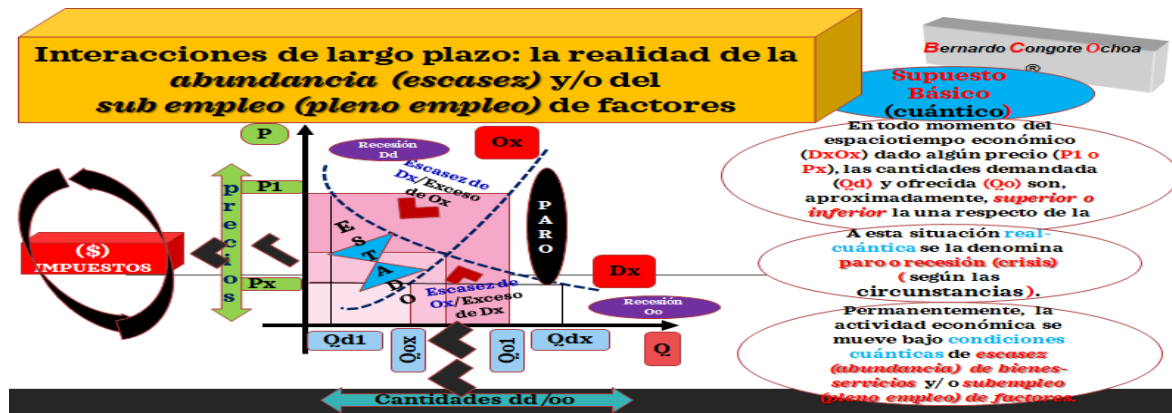 Interacciones de largo plazo: la realidad de la
abundancia (escasez) y/o del
sub empleo (pleno empleo) de factores
Bernardo Congote Ochoa
®
Supuesto
Básico
(cuántico)
En todo momento del
espaciotiempo económico
(DxOx) dado algún precio (P1 o
Px), las cantidades demandada
(Qd) y ofrecida (Qo) son,
aproximadamente, superior o
inferior la una respecto de la
A esta situación real-
cuántica se la denomina
paro o recesión (crisis)
( según las
circunstancias ).
Permanentemente, la
actividad económica se
mueve bajo condiciones
cuánticas de escasez
(abundancia) de bienes-
servicios y/ o subempleo
(pleno empleo) de factores.
P
Recesión
Dd
Ox
Escasez de
Dx/Exceso
de Ox
P1
precios
PARO
ESTADO
($)
IMPUESTOS
Px
Dx
Escasez de
Ox/Exceso
de Dx
Recesión
Oo
Qd1
Qox
Qo1
Qdx
Q
Cantidades dd /oo